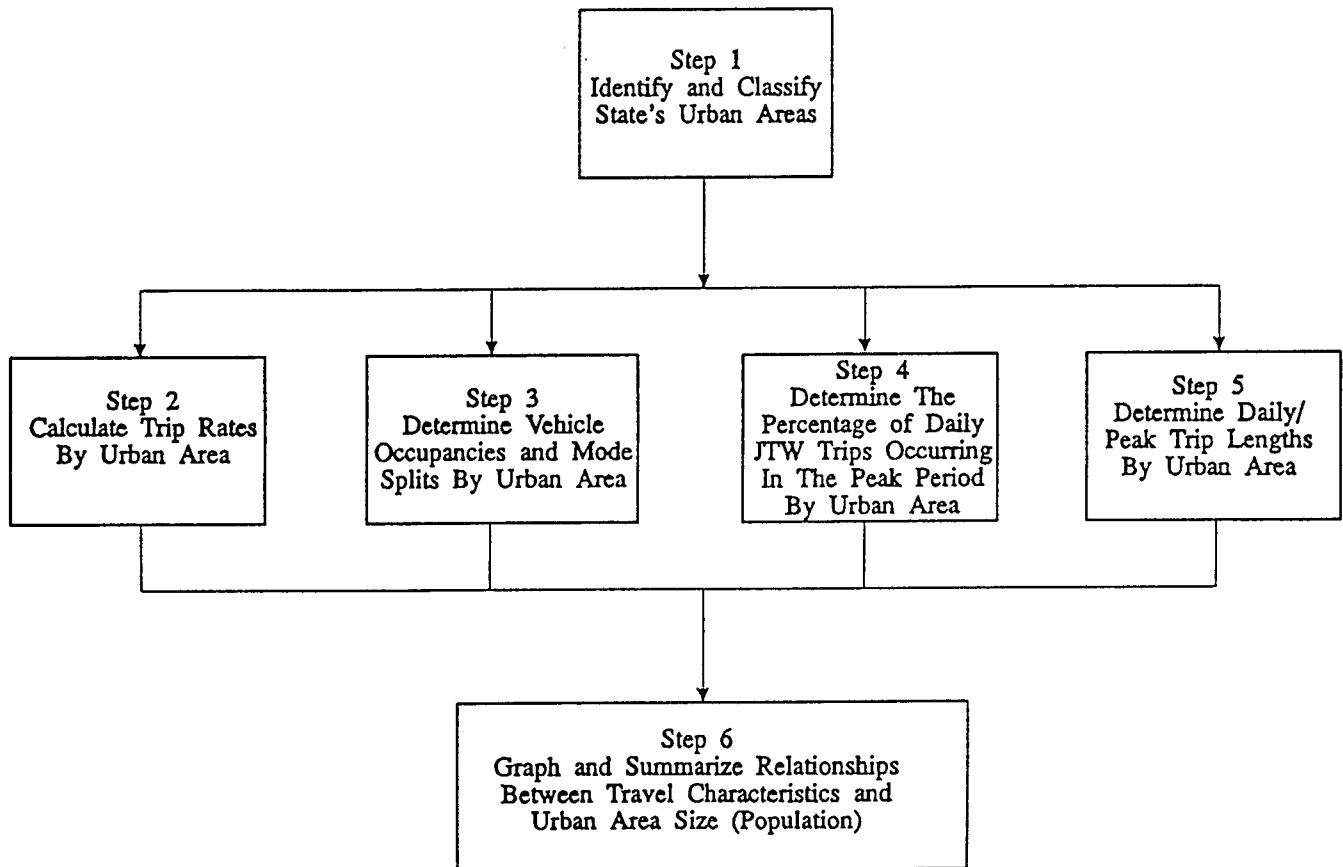 Step 1
Identify and Classify
State's Urban Areas
Step 2
Calculate Trip Rates
By Urban Area
Step 3
Determine Vehicle
Occupancies and Mode
Splits By Urban Area
Step 4
Determine The
Percentage of Daily
JTW Trips Occurring
In The Peak Period
By Urban Area
Step 5
Determine Daily/
Peak Trip Lengths
By Urban Area
Step 6
Graph and Summarize Relationships
Between Travel Characteristics and
Urban Area Size (Population)